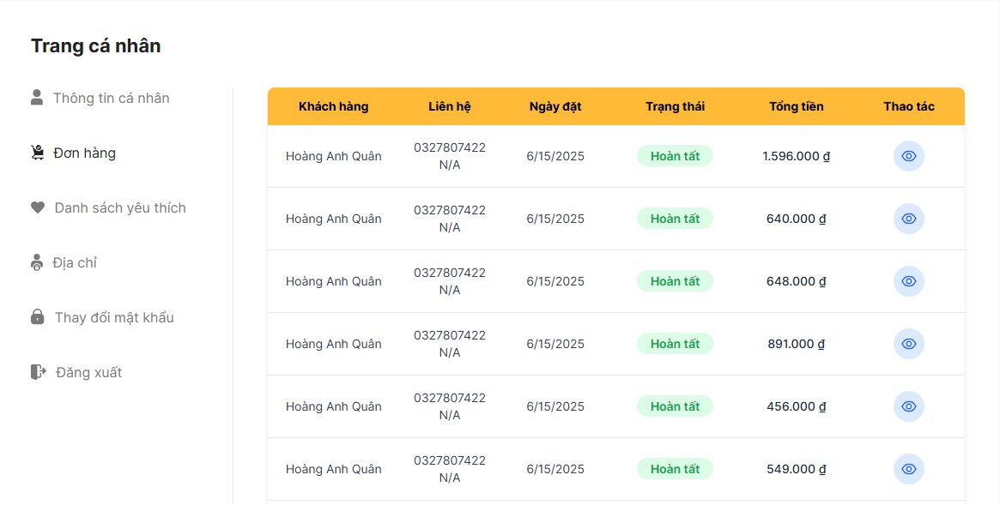 Trang cá nhân
Thông tin cá nhân
Đơn hàng
Danh sách yêu thích
Địa chỉ
Thay đổi mật khẩu
Đăng xuất
Khách hàng Liên hệ Ngày đặt Trạng thái Tổng tiền Thao tác
Hoàng Anh Quân 0327807422 6/15/2025 Hoàn tất 1.596.000 ₫
N/A
Hoàng Anh Quân 0327807422 6/15/2025 Hoàn tất 640.000 ₫
N/A
Hoàng Anh Quân 0327807422 6/15/2025 Hoàn tất 648.000 ₫
N/A
Hoàng Anh Quân 0327807422 6/15/2025 Hoàn tất 891.000 ₫
N/A
Hoàng Anh Quân 0327807422 6/15/2025 Hoàn tất 456.000 ₫
N/A
Hoàng Anh Quân 0327807422 6/15/2025 Hoàn tất 549.000 ₫
N/A